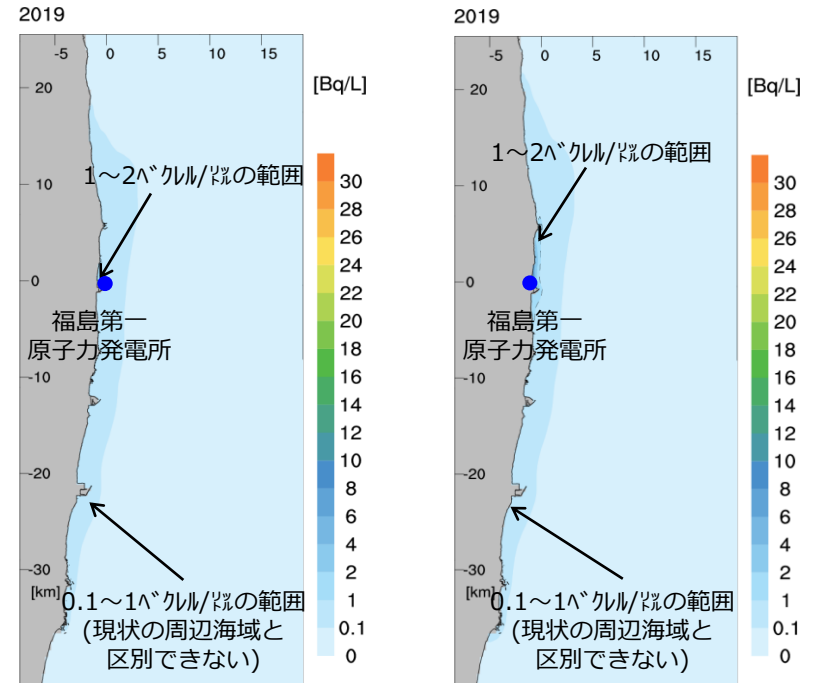 2019
-5 0 5 10 15
[Bq/L]
20
10
0
-10
-20
-30
[km]
1～2ﾍﾞｸﾚﾙ/㍑の範囲
福島第一
原子力発電所
0.1～1ﾍﾞｸﾚﾙ/㍑の範囲
(現状の周辺海域と
区別できない)
30
28
26
24
22
20
18
16
14
12
10
8
6
4
2
1
0.1
0
2019
-5 0 5 10 15
[Bq/L]
20
10
0
-10
-20
-30
[km]
1～2ﾍﾞｸﾚﾙ/㍑の範囲
福島第一
原子力発電所
0.1～1ﾍﾞｸﾚﾙ/㍑の範囲
(現状の周辺海域と
区別できない)
30
28
26
24
22
20
18
16
14
12
10
8
6
4
2
1
0.1
0